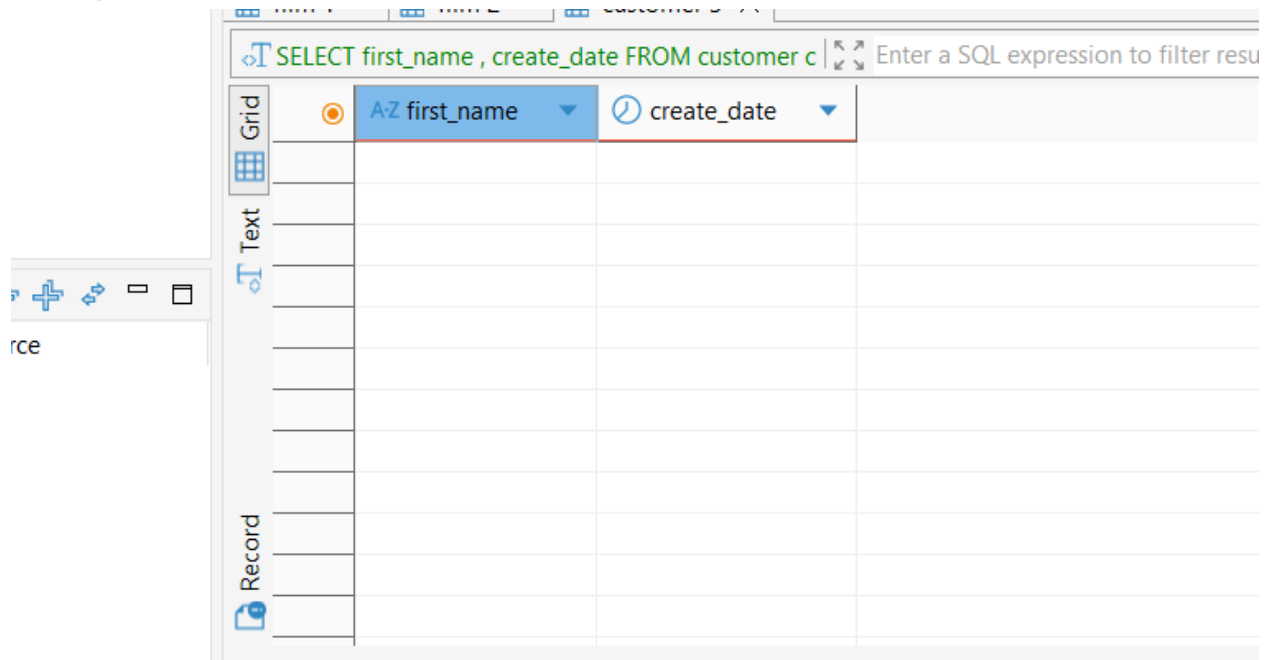 SELECT first_name , create_date FROM customer c Enter a SQL expression to filter resu
Grid
A-Z first_name create_date
Text
rce
Record